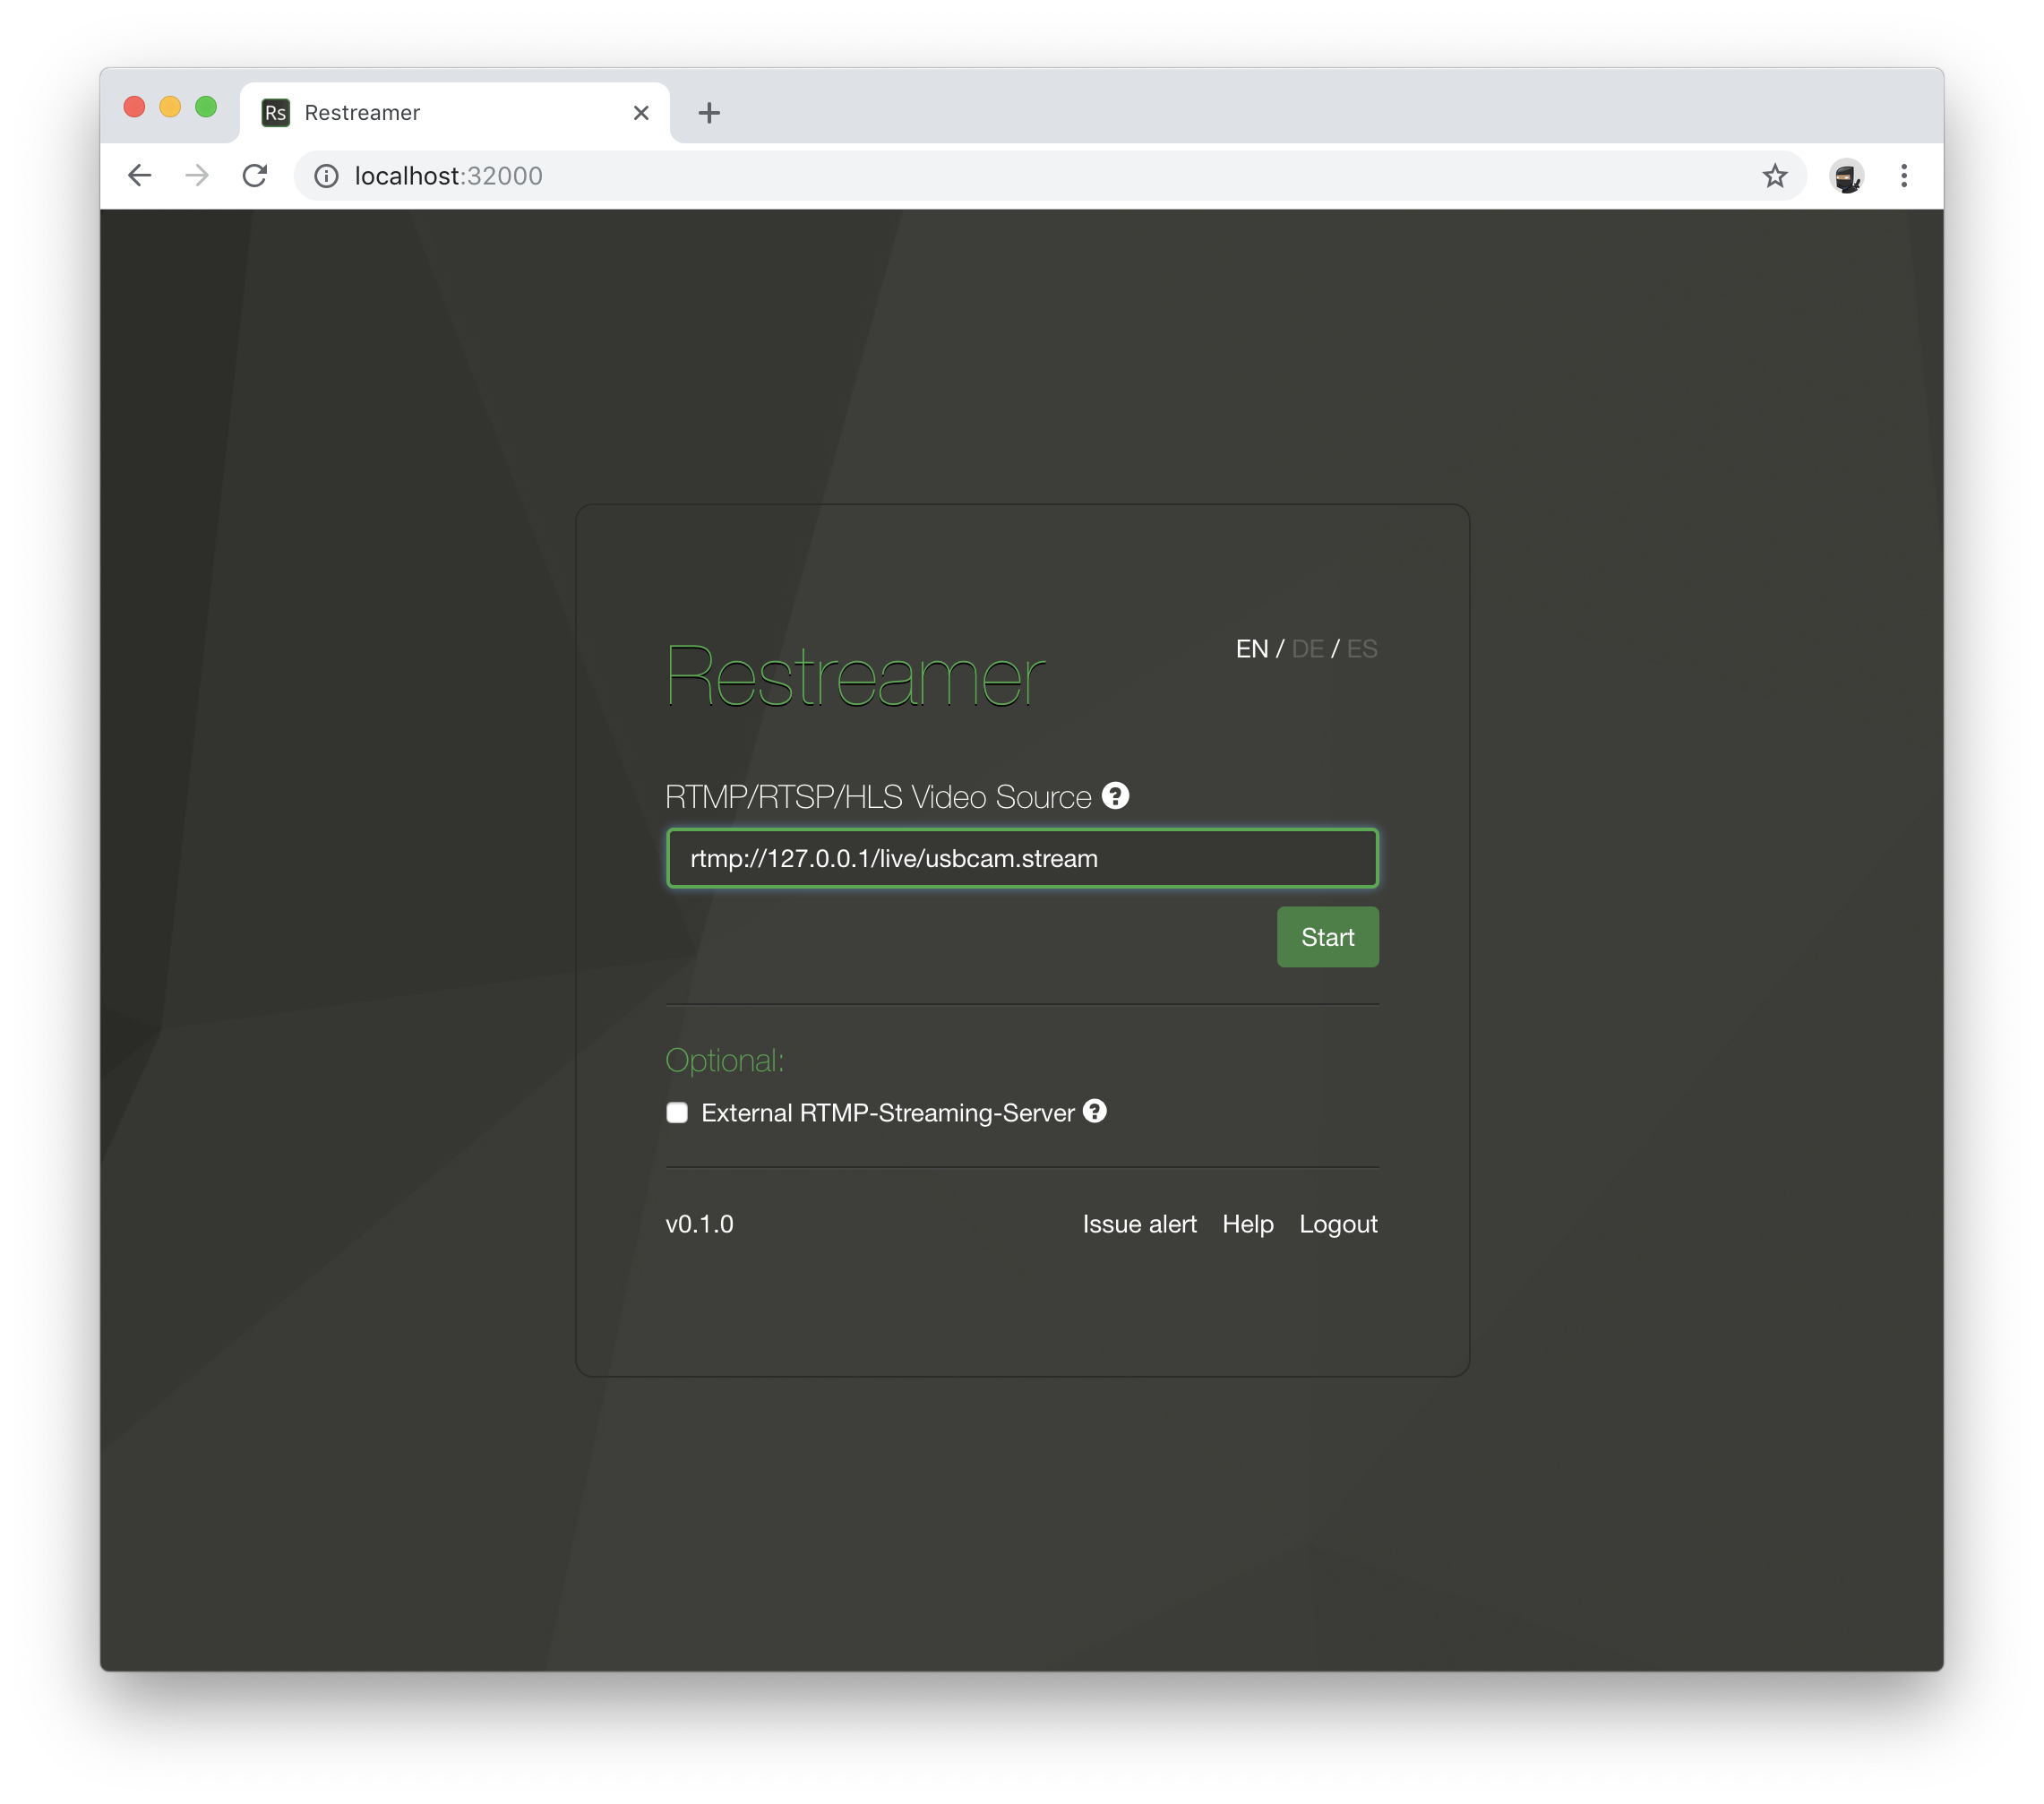 Rs Restreamer
localhost:32000
Restreamer
EN / DE / ES
RTMP/RTSP/HLS Video Source ?
rtmp://127.0.0.1/live/usbcam.stream
Start
Optional:
External RTMP-Streaming-Server ?
v0.1.0 Issue alert Help Logout